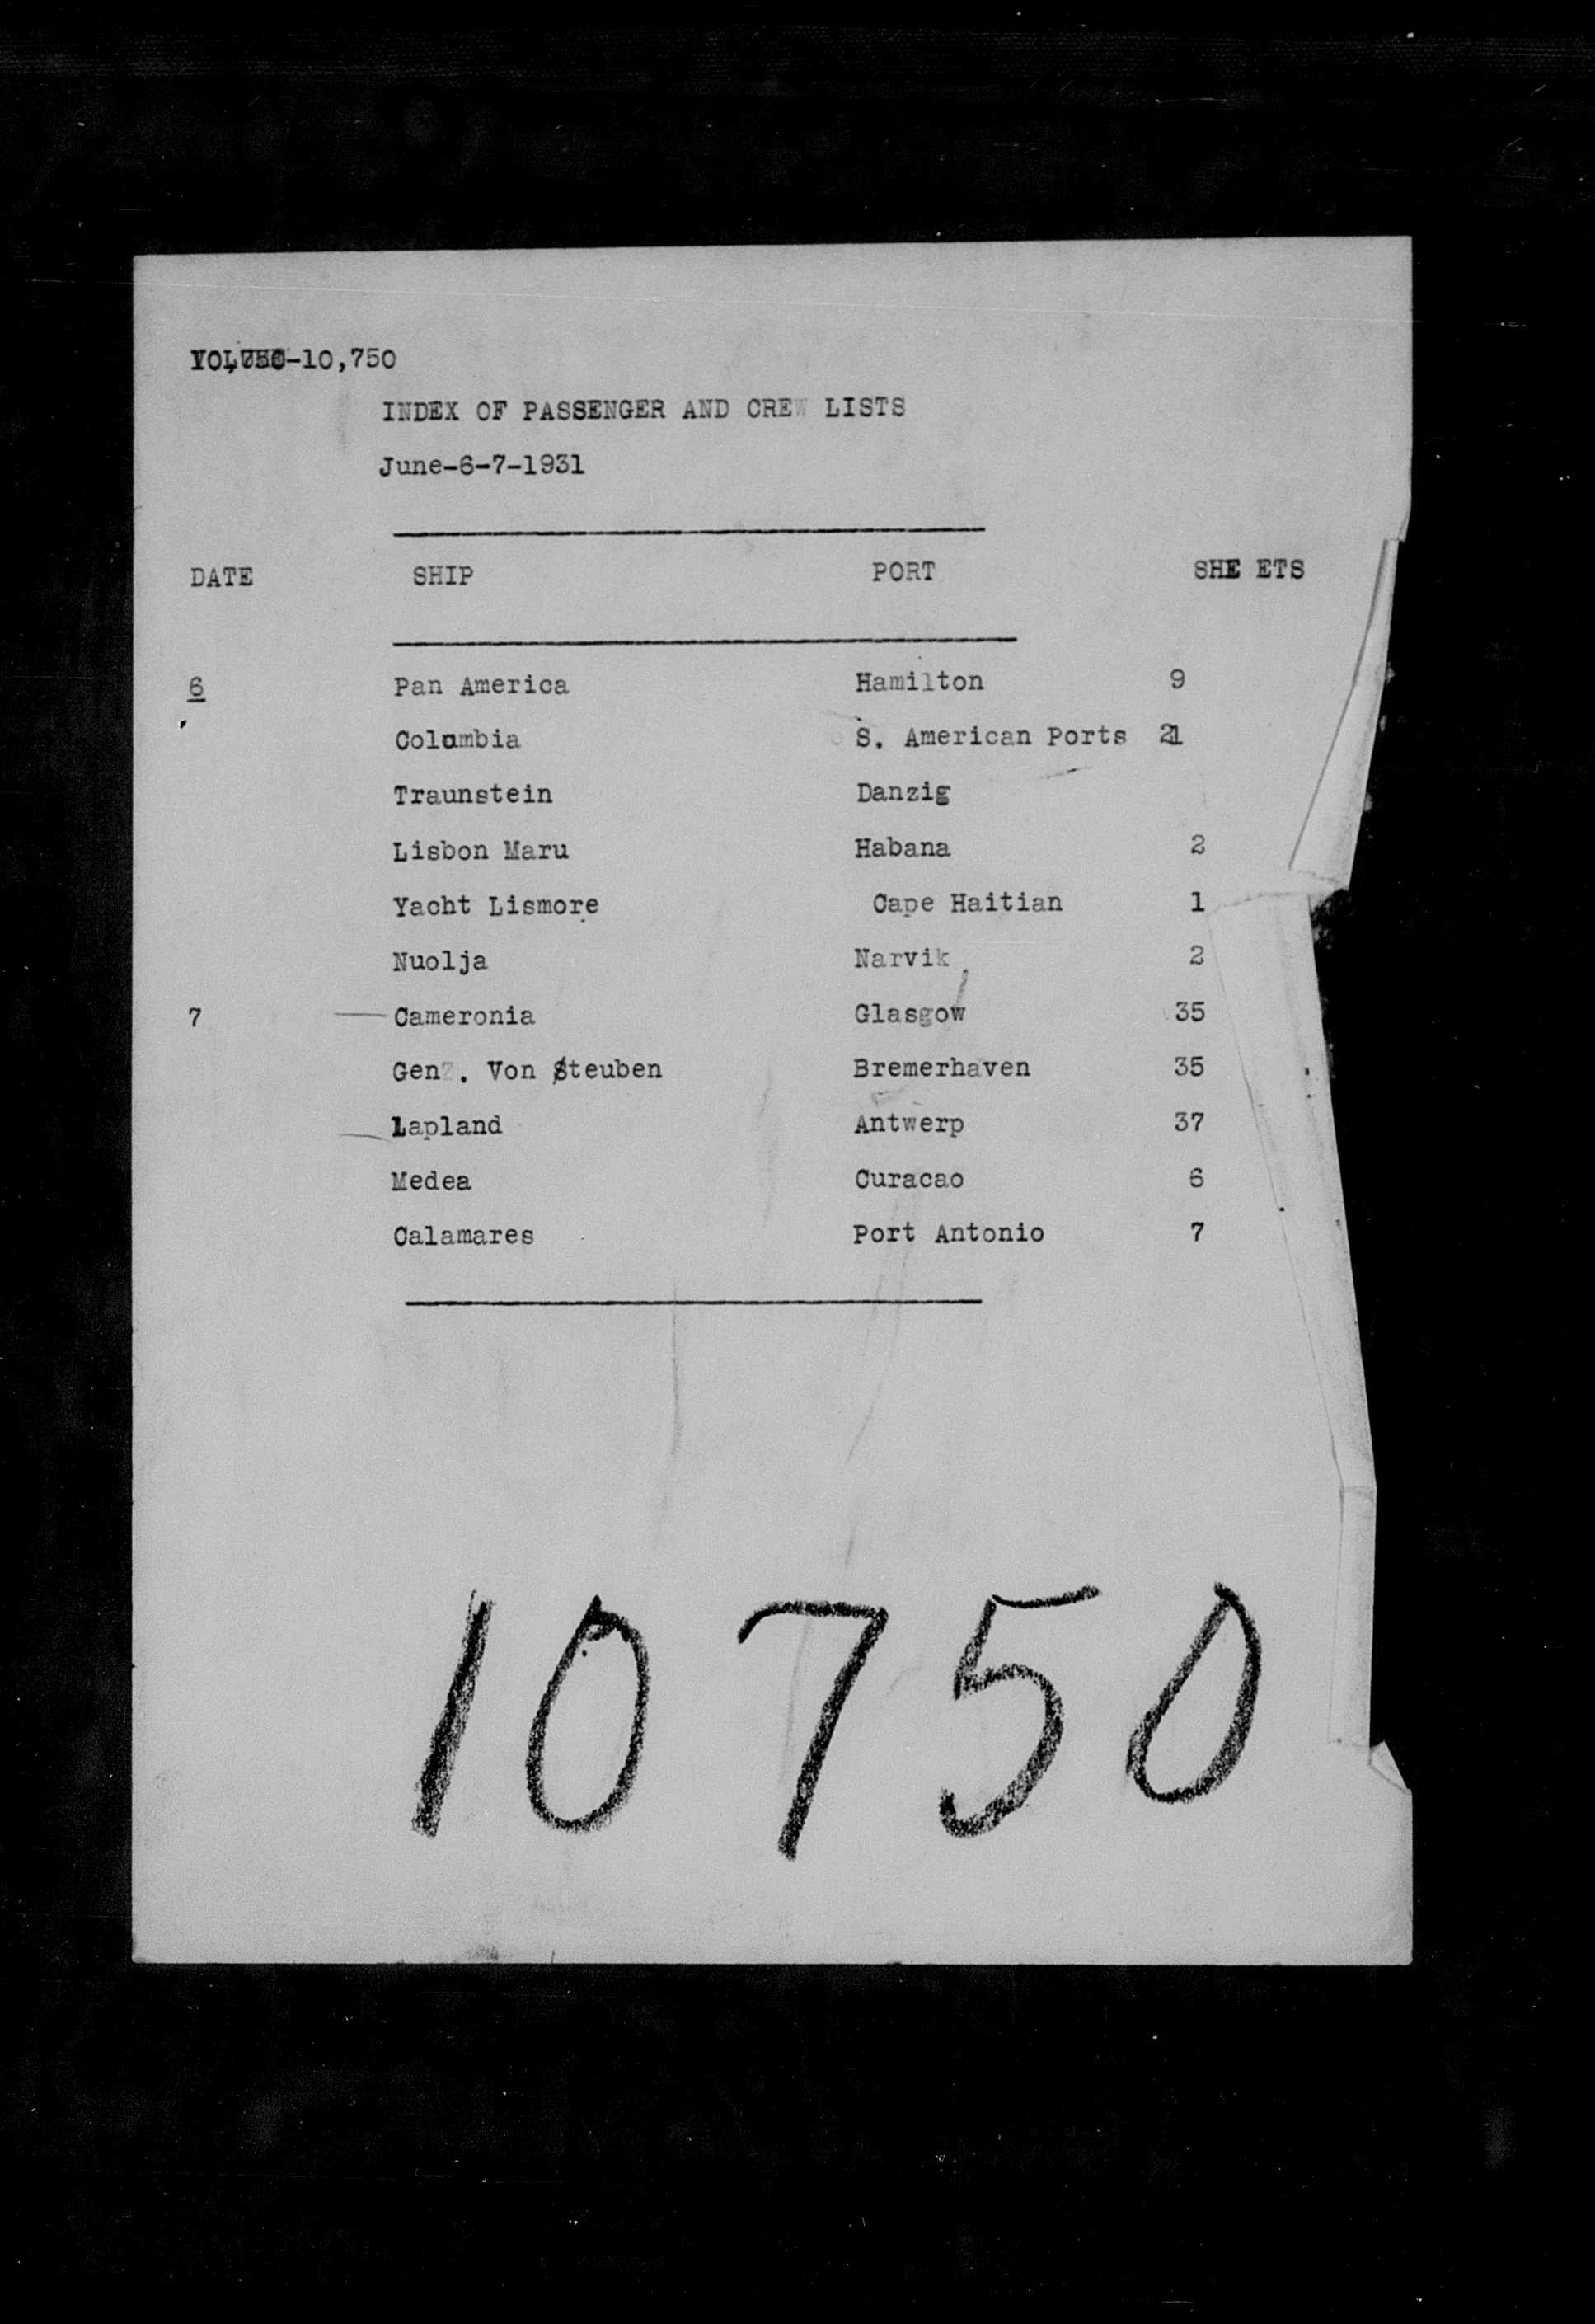 VOL,750-10,750
INDEX OF PASSENGER AND CREW LISTS
June-6-7-1931
DATE SHIP PORT SHE ETS
6 Pan America Hamilton 9
Columbia S. American Ports 21
Traunstein Danzig
Lisbon Maru Habana 2
Yacht Lismore Cape Haitian 1
Nuolja Narvik 2
7 Cameronia Glasgow 35
Gen. Von Steuben Bremerhaven 35
Lapland Antwerp 37
Medea Curacao 6
Calamares Port Antonio 7
10750